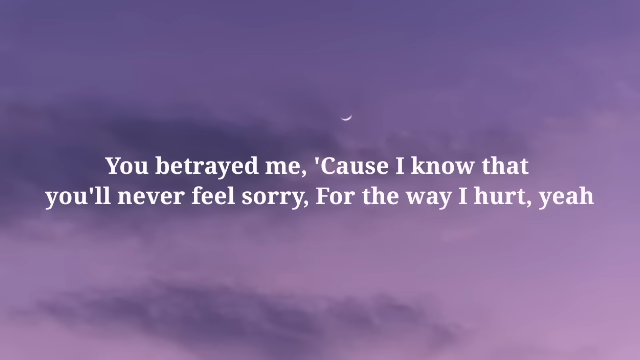 You betrayed me, 'Cause I know that
you'll never feel sorry, For the way I hurt, yeah